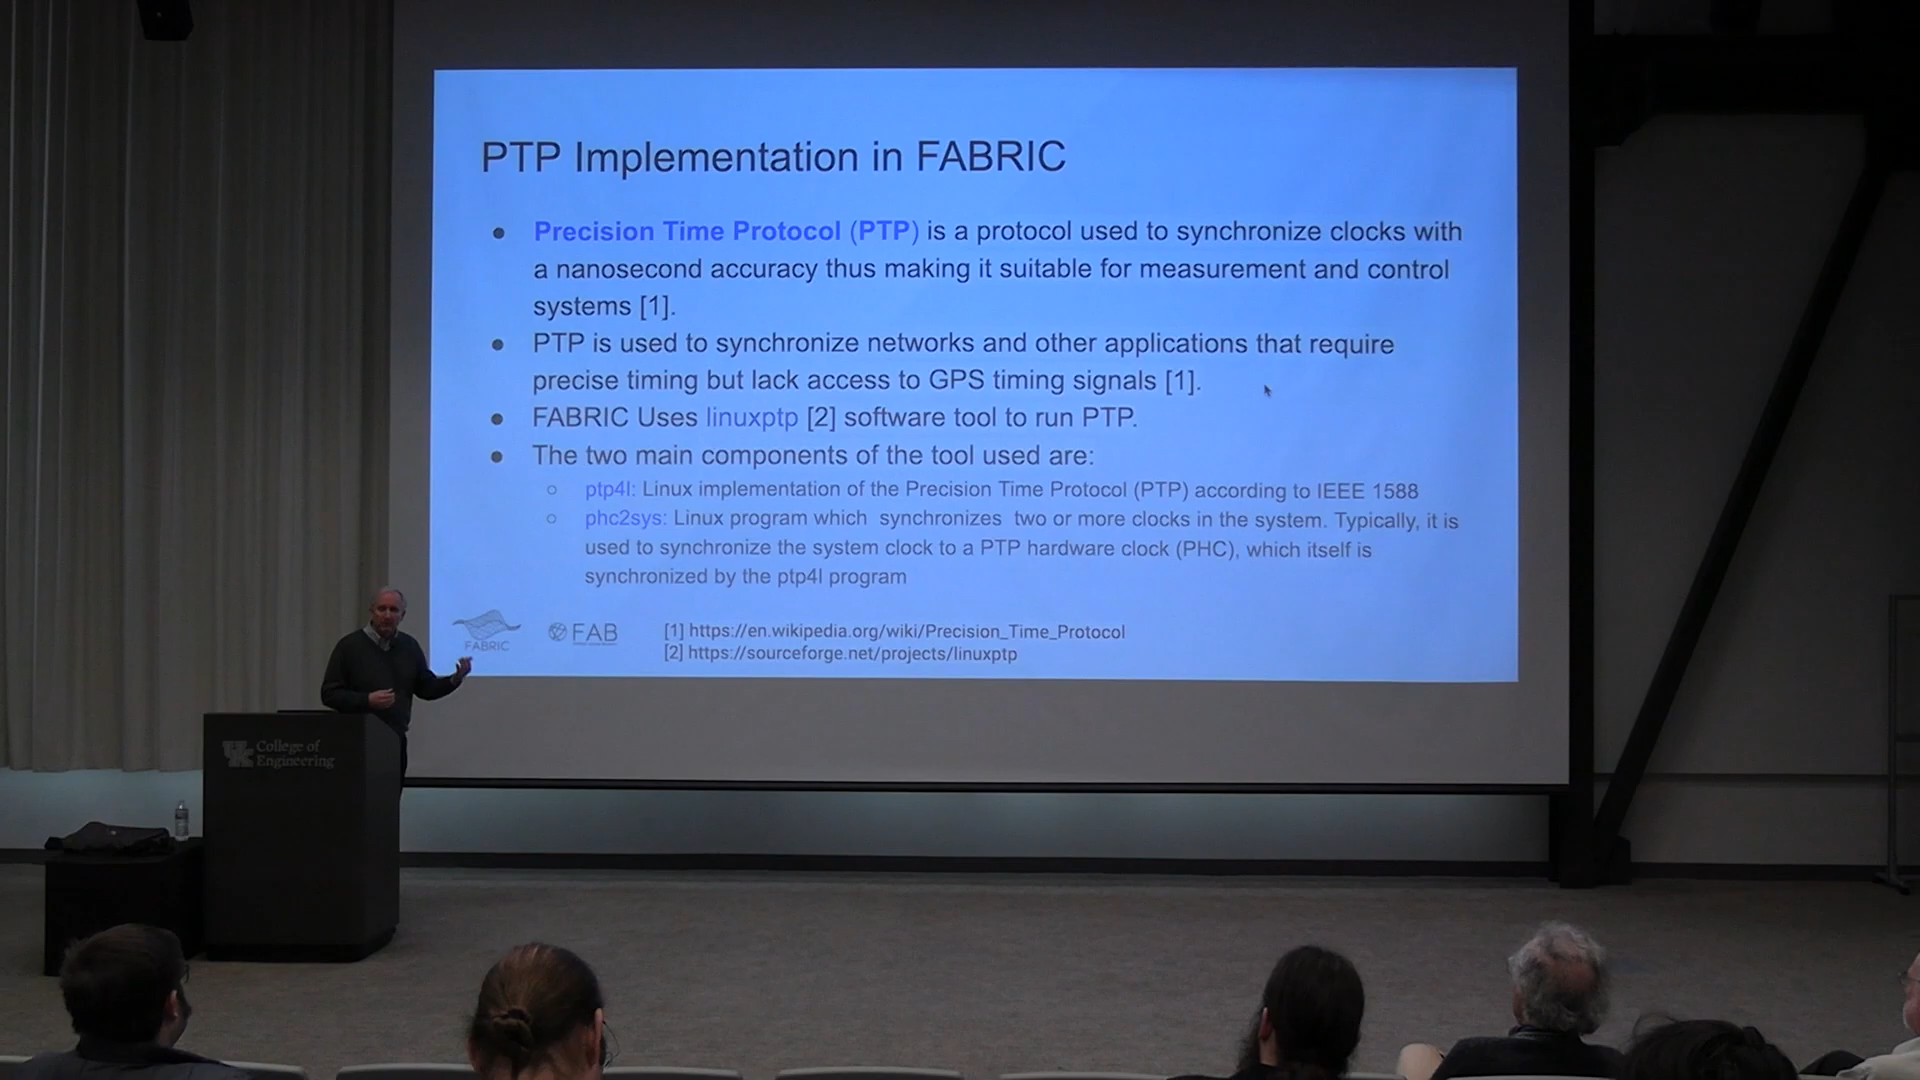 PTP Implementation in FABRIC
● Precision Time Protocol (PTP) is a protocol used to synchronize clocks with
a nanosecond accuracy thus making it suitable for measurement and control
systems [1].
● PTP is used to synchronize networks and other applications that require
precise timing but lack access to GPS timing signals [1].
● FABRIC Uses linuxptp [2] software tool to run PTP.
● The two main components of the tool used are:
○ ptp4l: Linux implementation of the Precision Time Protocol (PTP) according to IEEE 1588
○ phc2sys: Linux program which synchronizes two or more clocks in the system. Typically, it is
used to synchronize the system clock to a PTP hardware clock (PHC), which itself is
synchronized by the ptp4l program
FABRIC
FAB
[1] https://en.wikipedia.org/wiki/Precision_Time_Protocol
[2] https://sourceforge.net/projects/linuxptp
UK College of
Engineering